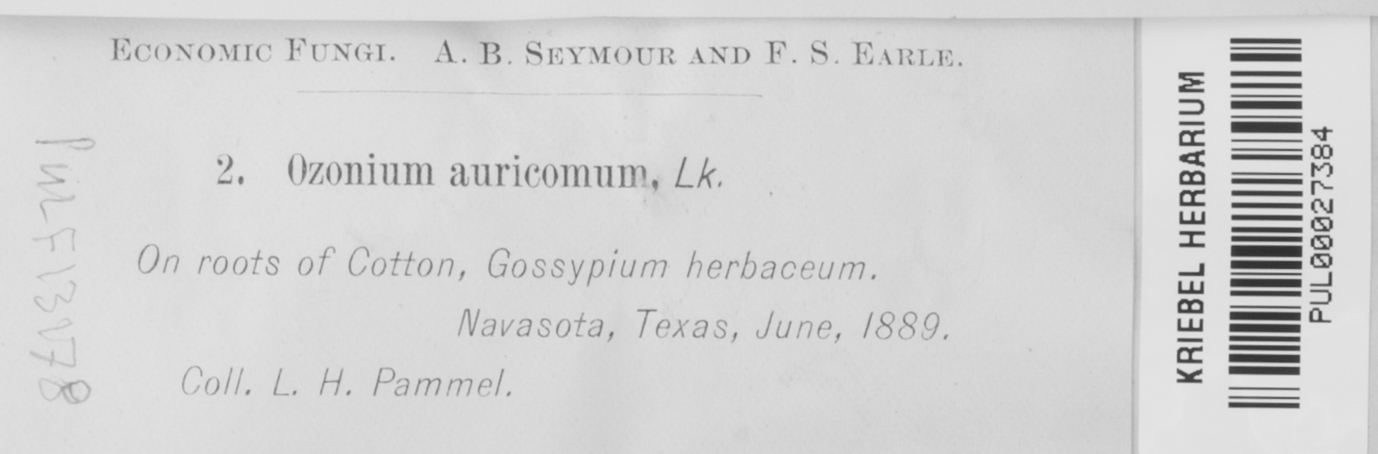 ECONOMIC FUNGI. A. B. SEYMOUR AND F. S. EARLE.
2. Ozonium auricomum, Lk.
On roots of Cotton, Gossypium herbaceum.
Navasota, Texas, June, 1889.
Coll. L. H. Pammel.
KRIEBEL HERBARIUM
PUL00027384